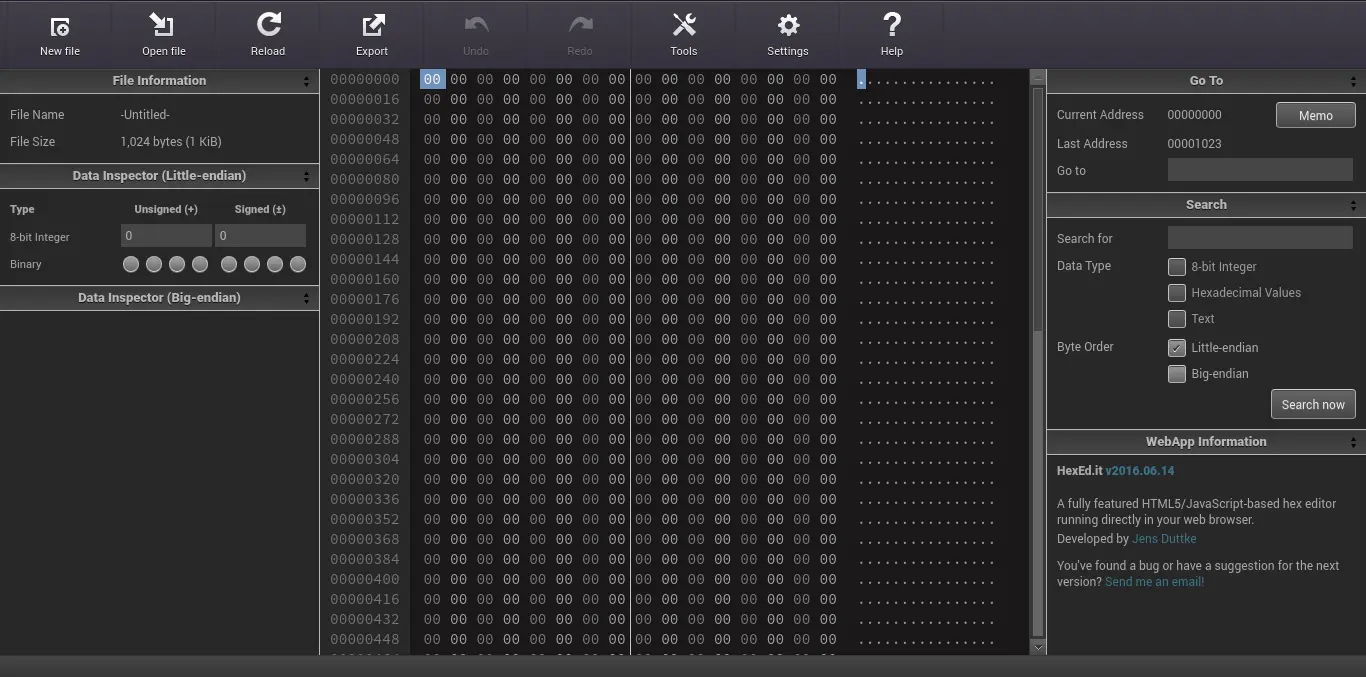 New file Open file Reload Export Undo Redo Tools Settings Help
File Information
File Name -Untitled-
File Size 1,024 bytes (1 KiB)
Data Inspector (Little-endian)
Type Unsigned (+) Signed (±)
8-bit Integer 0 0
Binary
Data Inspector (Big-endian)
00000000 00 00 00 00 00 00 00 00 00 00 00 00 00 00 00 00 ................
00000016 00 00 00 00 00 00 00 00 00 00 00 00 00 00 00 00 ................
00000032 00 00 00 00 00 00 00 00 00 00 00 00 00 00 00 00 ................
00000048 00 00 00 00 00 00 00 00 00 00 00 00 00 00 00 00 ................
00000064 00 00 00 00 00 00 00 00 00 00 00 00 00 00 00 00 ................
00000080 00 00 00 00 00 00 00 00 00 00 00 00 00 00 00 00 ................
00000096 00 00 00 00 00 00 00 00 00 00 00 00 00 00 00 00 ................
00000112 00 00 00 00 00 00 00 00 00 00 00 00 00 00 00 00 ................
00000128 00 00 00 00 00 00 00 00 00 00 00 00 00 00 00 00 ................
00000144 00 00 00 00 00 00 00 00 00 00 00 00 00 00 00 00 ................
00000160 00 00 00 00 00 00 00 00 00 00 00 00 00 00 00 00 ................
00000176 00 00 00 00 00 00 00 00 00 00 00 00 00 00 00 00 ................
00000192 00 00 00 00 00 00 00 00 00 00 00 00 00 00 00 00 ................
00000208 00 00 00 00 00 00 00 00 00 00 00 00 00 00 00 00 ................
00000224 00 00 00 00 00 00 00 00 00 00 00 00 00 00 00 00 ................
00000240 00 00 00 00 00 00 00 00 00 00 00 00 00 00 00 00 ................
00000256 00 00 00 00 00 00 00 00 00 00 00 00 00 00 00 00 ................
00000272 00 00 00 00 00 00 00 00 00 00 00 00 00 00 00 00 ................
00000288 00 00 00 00 00 00 00 00 00 00 00 00 00 00 00 00 ................
00000304 00 00 00 00 00 00 00 00 00 00 00 00 00 00 00 00 ................
00000320 00 00 00 00 00 00 00 00 00 00 00 00 00 00 00 00 ................
00000336 00 00 00 00 00 00 00 00 00 00 00 00 00 00 00 00 ................
00000352 00 00 00 00 00 00 00 00 00 00 00 00 00 00 00 00 ................
00000368 00 00 00 00 00 00 00 00 00 00 00 00 00 00 00 00 ................
00000384 00 00 00 00 00 00 00 00 00 00 00 00 00 00 00 00 ................
00000400 00 00 00 00 00 00 00 00 00 00 00 00 00 00 00 00 ................
00000416 00 00 00 00 00 00 00 00 00 00 00 00 00 00 00 00 ................
00000432 00 00 00 00 00 00 00 00 00 00 00 00 00 00 00 00 ................
00000448 00 00 00 00 00 00 00 00 00 00 00 00 00 00 00 00 ................
Go To
Current Address 00000000 Memo
Last Address 00001023
Go to
Search
Search for
Data Type 8-bit Integer
Hexadecimal Values
Text
Byte Order Little-endian
Big-endian
Search now
WebApp Information
HexEd.it v2016.06.14
A fully featured HTML5/JavaScript-based hex editor
running directly in your web browser.
Developed by Jens Duttke
You've found a bug or have a suggestion for the next
version? Send me an email!